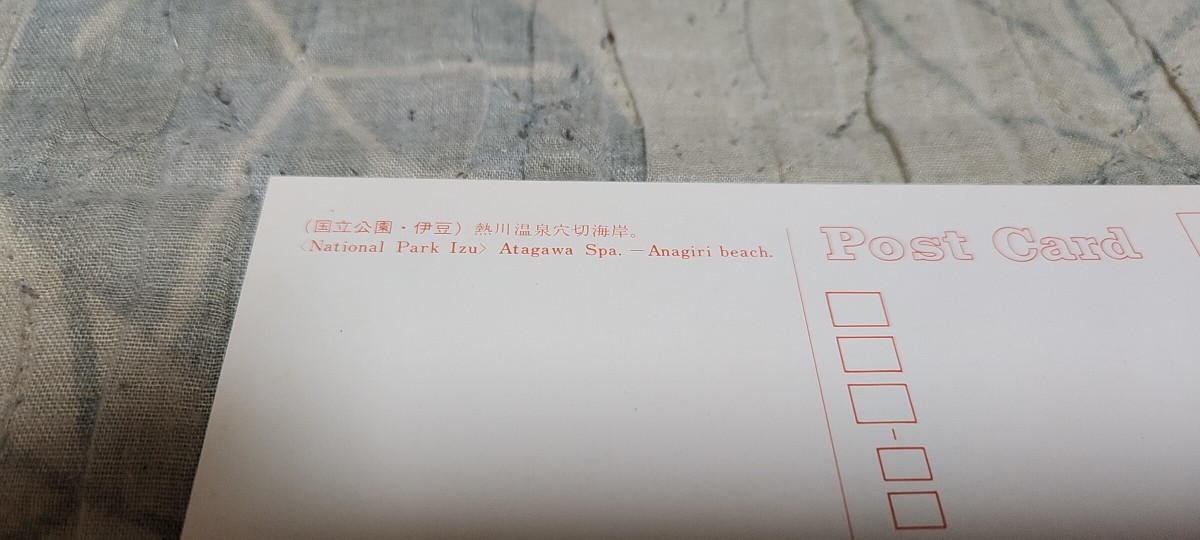 (国立公園・伊豆) 熱川温泉穴切海岸。
〈National Park Izu〉 Atagawa Spa. — Anagiri beach.
Post Card